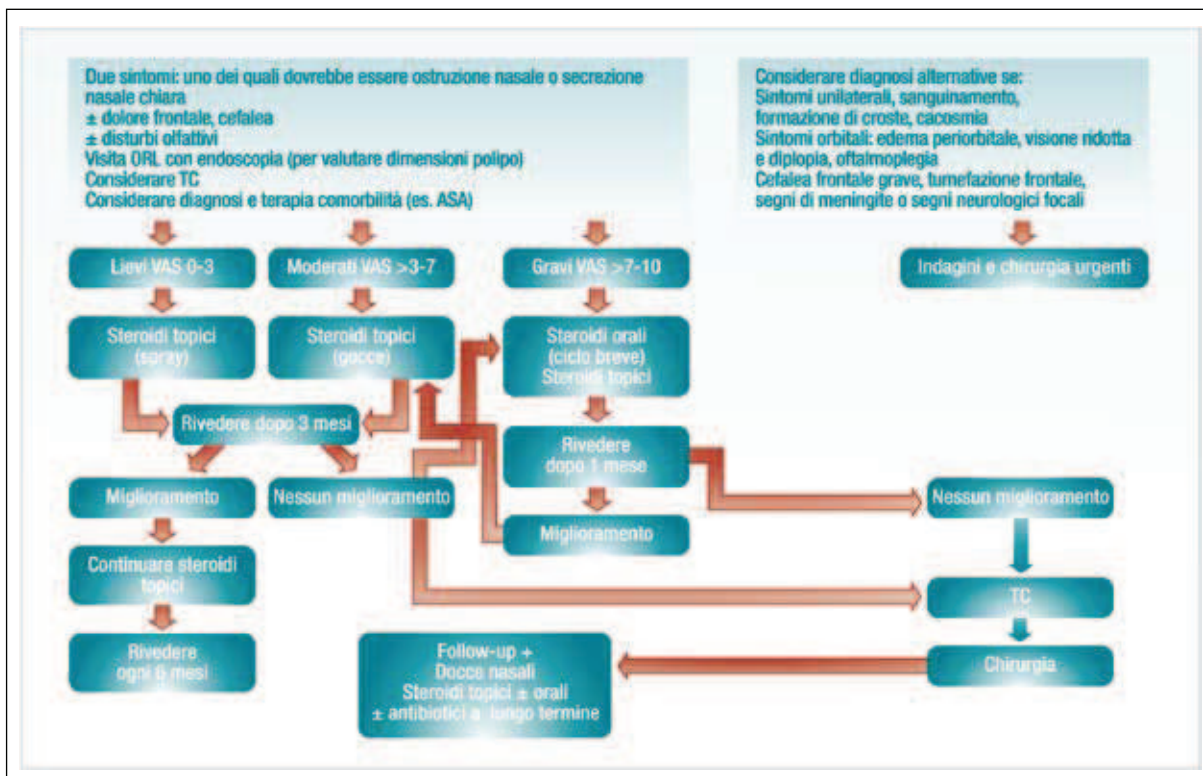 Due sintomi: uno dei quali dovrebbe essere ostruzione nasale o secrezione
nasale chiara
± dolore frontale, cefalea
± disturbi olfattivi
Visita ORL con endoscopia (per valutare dimensioni polipo)
Considerare TC
Considerare diagnosi e terapia comorbilità (es. ASA)
Considerare diagnosi alternative se:
Sintomi unilaterali, sanguinamento,
formazione di croste, cacosmia
Sintomi orbitali: edema periorbitale, visione ridotta
e diplopia, oftalmoplegia
Cefalea frontale grave, tumefazione frontale,
segni di meningite o segni neurologici focali
Lievi VAS 0-3
Moderati VAS >3-7
Gravi VAS >7-10
Indagini e chirurgia urgenti
Steroidi topici
(spray)
Steroidi topici
(gocce)
Steroidi orali
(ciclo breve)
Steroidi topici
Rivedere dopo 3 mesi
Rivedere
dopo 1 mese
Miglioramento
Nessun miglioramento
Miglioramento
Nessun miglioramento
Continuare steroidi
topici
TC
Rivedere
ogni 6 mesi
Follow-up +
Docce nasali
Steroidi topici ± orali
± antibiotici a lungo termine
Chirurgia